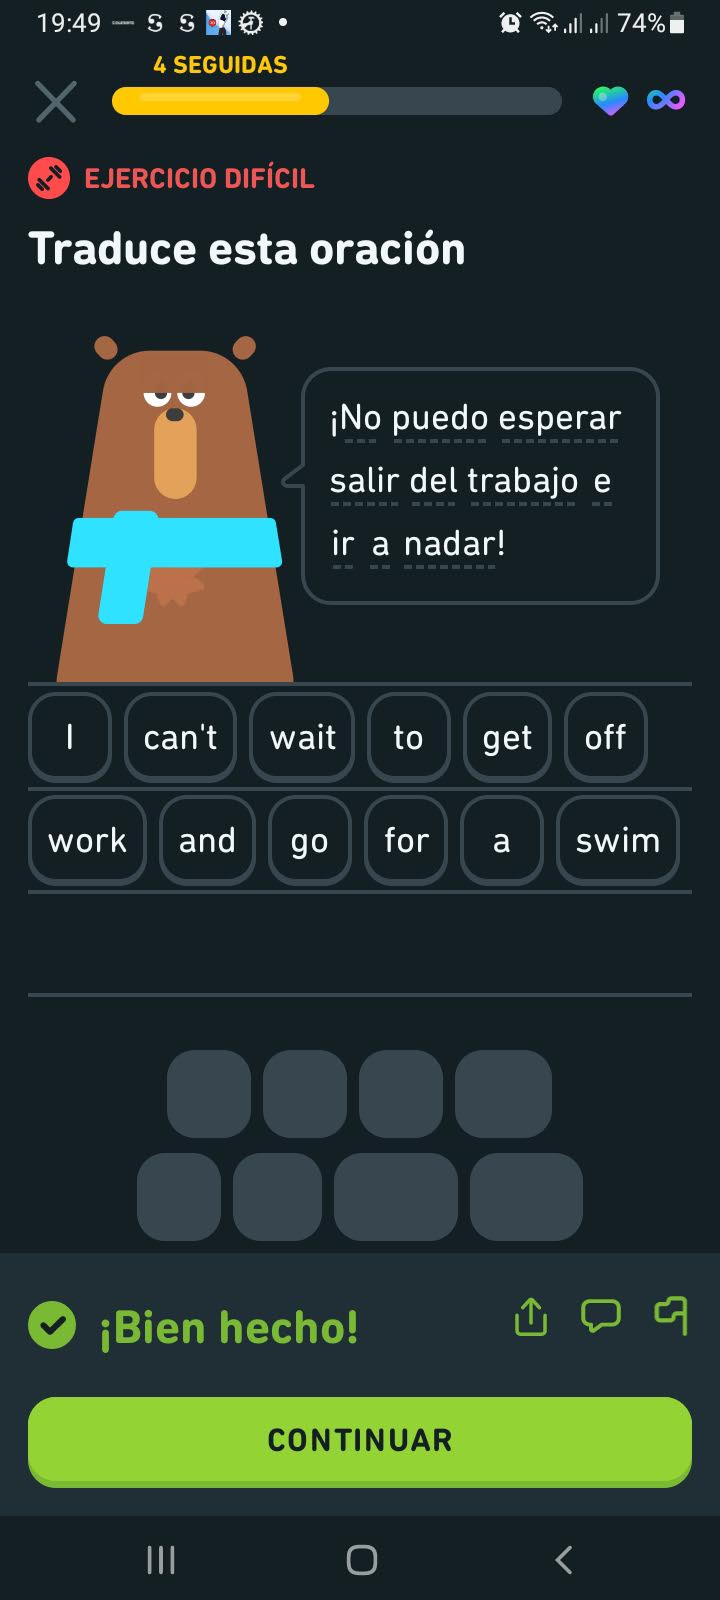 19:49
74%
4 SEGUIDAS
EJERCICIO DIFÍCIL
Traduce esta oración
¡No puedo esperar
salir del trabajo e
ir a nadar!
I can't wait to get off
work and go for a swim
¡Bien hecho!
CONTINUAR